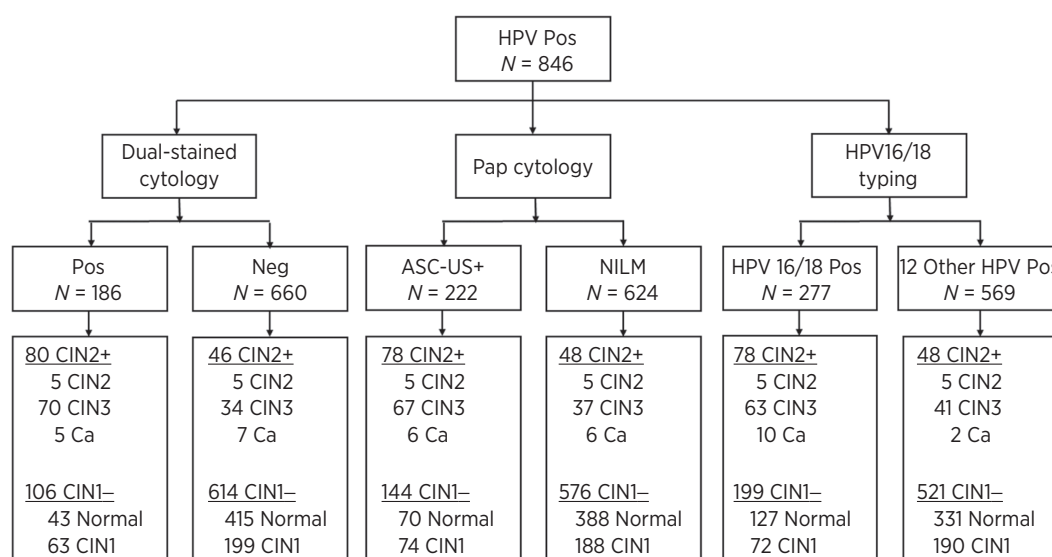 HPV Pos
N = 846
Dual-stained
cytology
Pap cytology
HPV16/18
typing
Pos
N = 186
Neg
N = 660
ASC-US+
N = 222
NILM
N = 624
HPV 16/18 Pos
N = 277
12 Other HPV Pos
N = 569
80 CIN2+
5 CIN2
70 CIN3
5 Ca
106 CIN1–
43 Normal
63 CIN1
46 CIN2+
5 CIN2
34 CIN3
7 Ca
614 CIN1–
415 Normal
199 CIN1
78 CIN2+
5 CIN2
67 CIN3
6 Ca
144 CIN1–
70 Normal
74 CIN1
48 CIN2+
5 CIN2
37 CIN3
6 Ca
576 CIN1–
388 Normal
188 CIN1
78 CIN2+
5 CIN2
63 CIN3
10 Ca
199 CIN1–
127 Normal
72 CIN1
48 CIN2+
5 CIN2
41 CIN3
2 Ca
521 CIN1–
331 Normal
190 CIN1